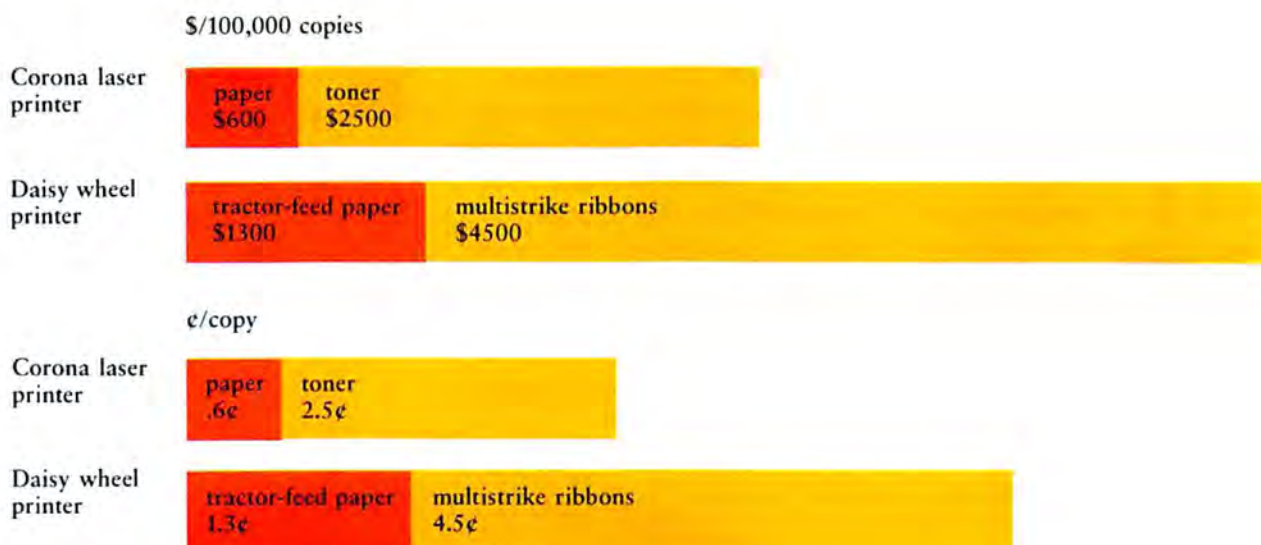 $/100,000 copies
Corona laser
printer
paper
$600
toner
$2500
Daisy wheel
printer
tractor-feed paper
$1300
multistrike ribbons
$4500
¢/copy
Corona laser
printer
paper
.6¢
toner
2.5¢
Daisy wheel
printer
tractor-feed paper
1.3¢
multistrike ribbons
4.5¢